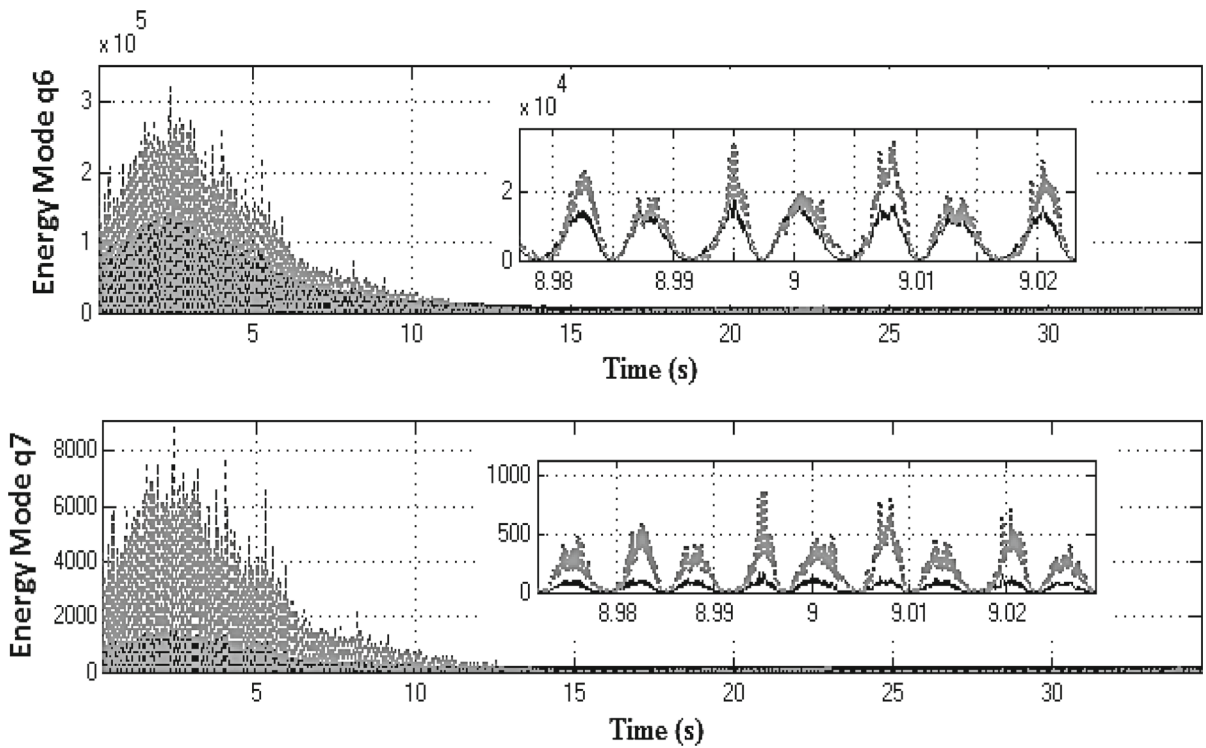 x 10^5
Energy Mode q6
3
2
1
0
x 10^4
2
0
8.98 8.99 9 9.01 9.02
5 10 15 20 25 30
Time (s)
Energy Mode q7
8000
6000
4000
2000
0
1000
500
0
8.98 8.99 9 9.01 9.02
5 10 15 20 25 30
Time (s)